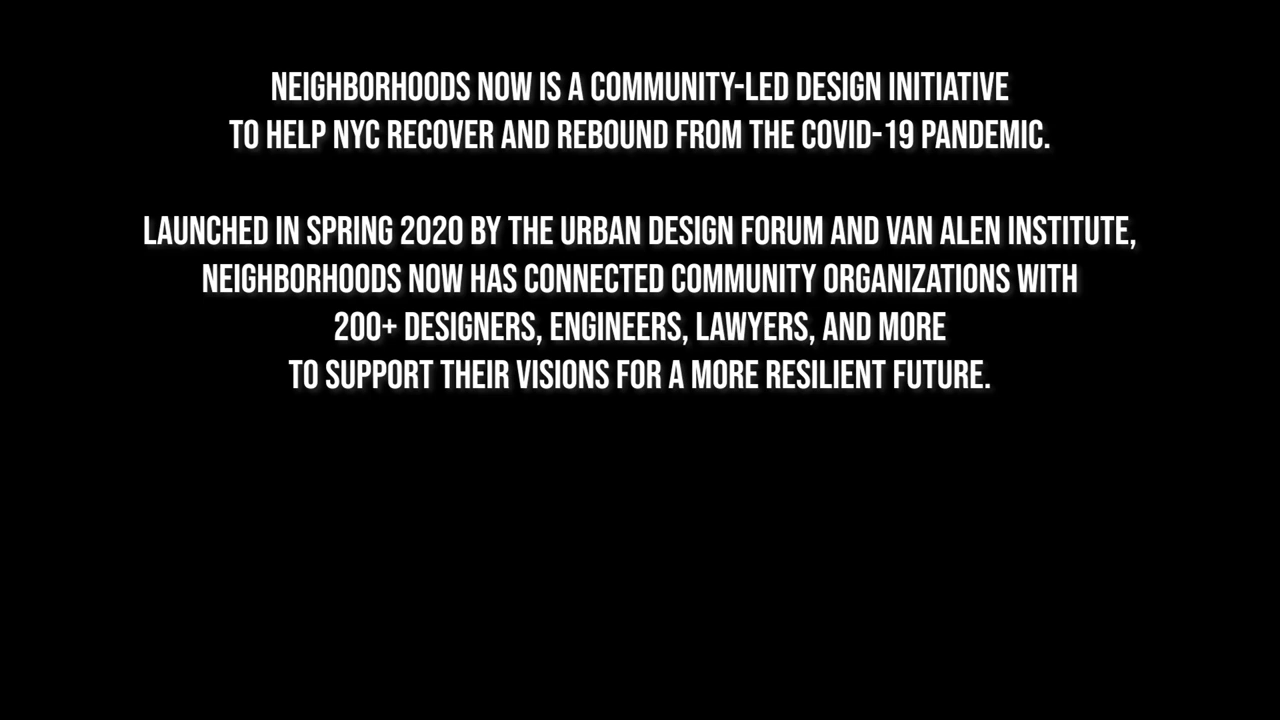 NEIGHBORHOODS NOW IS A COMMUNITY-LED DESIGN INITIATIVE
TO HELP NYC RECOVER AND REBOUND FROM THE COVID-19 PANDEMIC.
LAUNCHED IN SPRING 2020 BY THE URBAN DESIGN FORUM AND VAN ALEN INSTITUTE,
NEIGHBORHOODS NOW HAS CONNECTED COMMUNITY ORGANIZATIONS WITH
200+ DESIGNERS, ENGINEERS, LAWYERS, AND MORE
TO SUPPORT THEIR VISIONS FOR A MORE RESILIENT FUTURE.